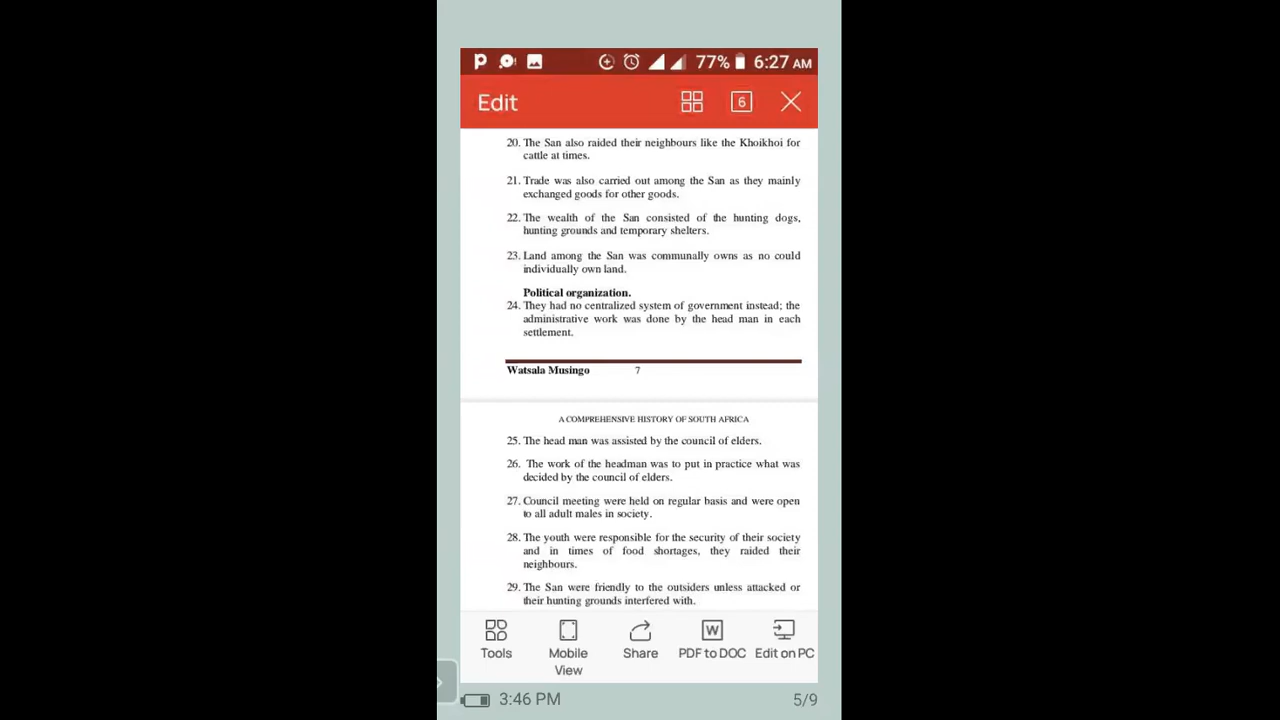 77% 6:27 AM
Edit
6
20. The San also raided their neighbours like the Khoikhoi for
cattle at times.
21. Trade was also carried out among the San as they mainly
exchanged goods for other goods.
22. The wealth of the San consisted of the hunting dogs,
hunting grounds and temporary shelters.
23. Land among the San was communally owns as no could
individually own land.
Political organization.
24. They had no centralized system of government instead; the
administrative work was done by the head man in each
settlement.
Watsala Musingo 7
A COMPREHENSIVE HISTORY OF SOUTH AFRICA
25. The head man was assisted by the council of elders.
26. The work of the headman was to put in practice what was
decided by the council of elders.
27. Council meeting were held on regular basis and were open
to all adult males in society.
28. The youth were responsible for the security of their society
and in times of food shortages, they raided their
neighbours.
29. The San were friendly to the outsiders unless attacked or
their hunting grounds interfered with.
Tools Mobile View Share PDF to DOC Edit on PC
3:46 PM 5/9